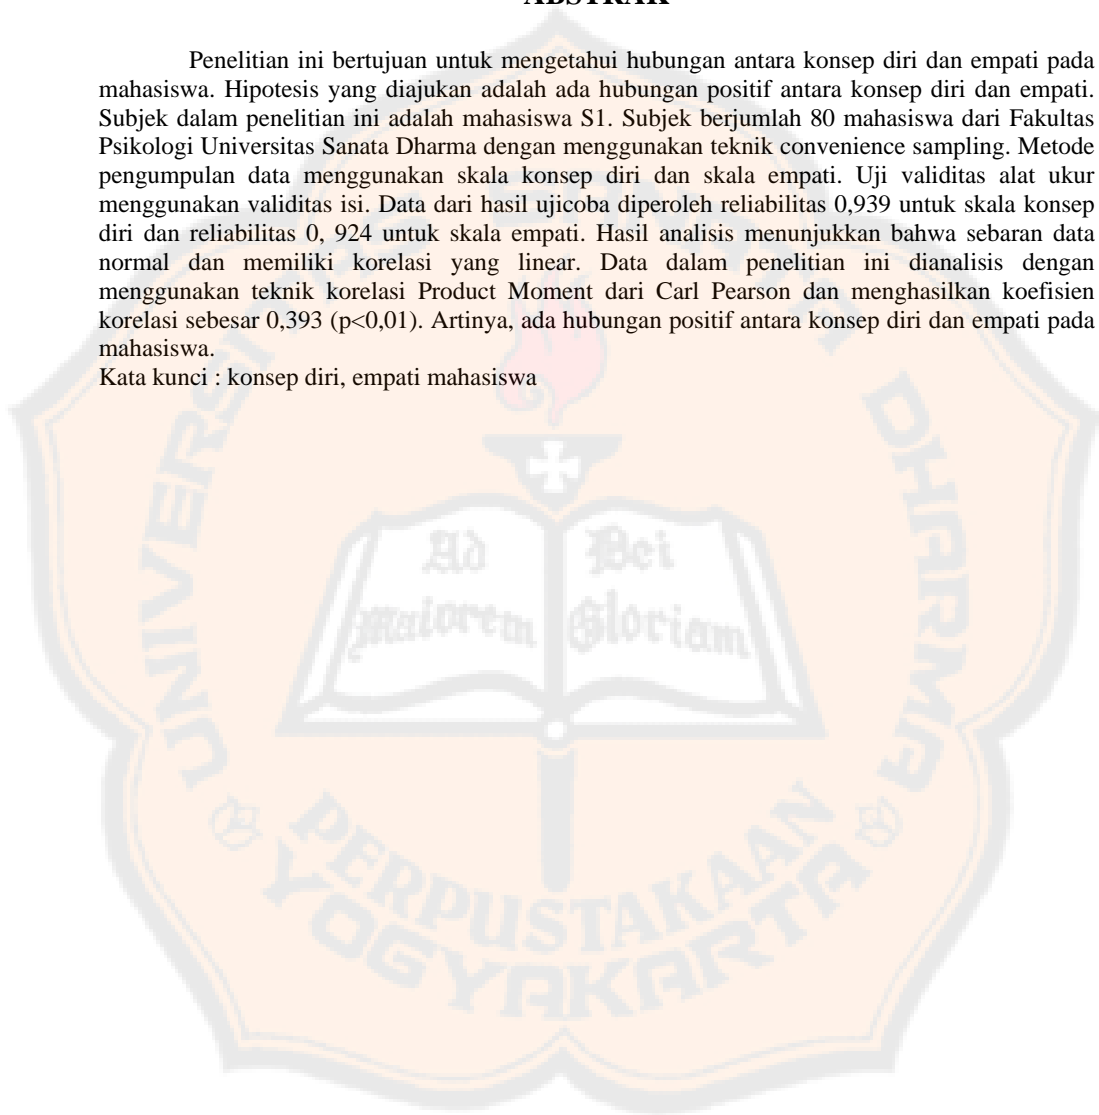 ABSTRAK
Penelitian ini bertujuan untuk mengetahui hubungan antara konsep diri dan empati pada
mahasiswa. Hipotesis yang diajukan adalah ada hubungan positif antara konsep diri dan empati.
Subjek dalam penelitian ini adalah mahasiswa S1. Subjek berjumlah 80 mahasiswa dari Fakultas
Psikologi Universitas Sanata Dharma dengan menggunakan teknik convenience sampling. Metode
pengumpulan data menggunakan skala konsep diri dan skala empati. Uji validitas alat ukur
menggunakan validitas isi. Data dari hasil ujicoba diperoleh reliabilitas 0,939 untuk skala konsep
diri dan reliabilitas 0, 924 untuk skala empati. Hasil analisis menunjukkan bahwa sebaran data
normal dan memiliki korelasi yang linear. Data dalam penelitian ini dianalisis dengan
menggunakan teknik korelasi Product Moment dari Carl Pearson dan menghasilkan koefisien
korelasi sebesar 0,393 (p<0,01). Artinya, ada hubungan positif antara konsep diri dan empati pada
mahasiswa.
Kata kunci : konsep diri, empati mahasiswa
UNIVERSITAS SANATA DHARMA
Ad Dei
Maiorem Gloriam
PERPUSTAKAAN
YOGYAKARTA